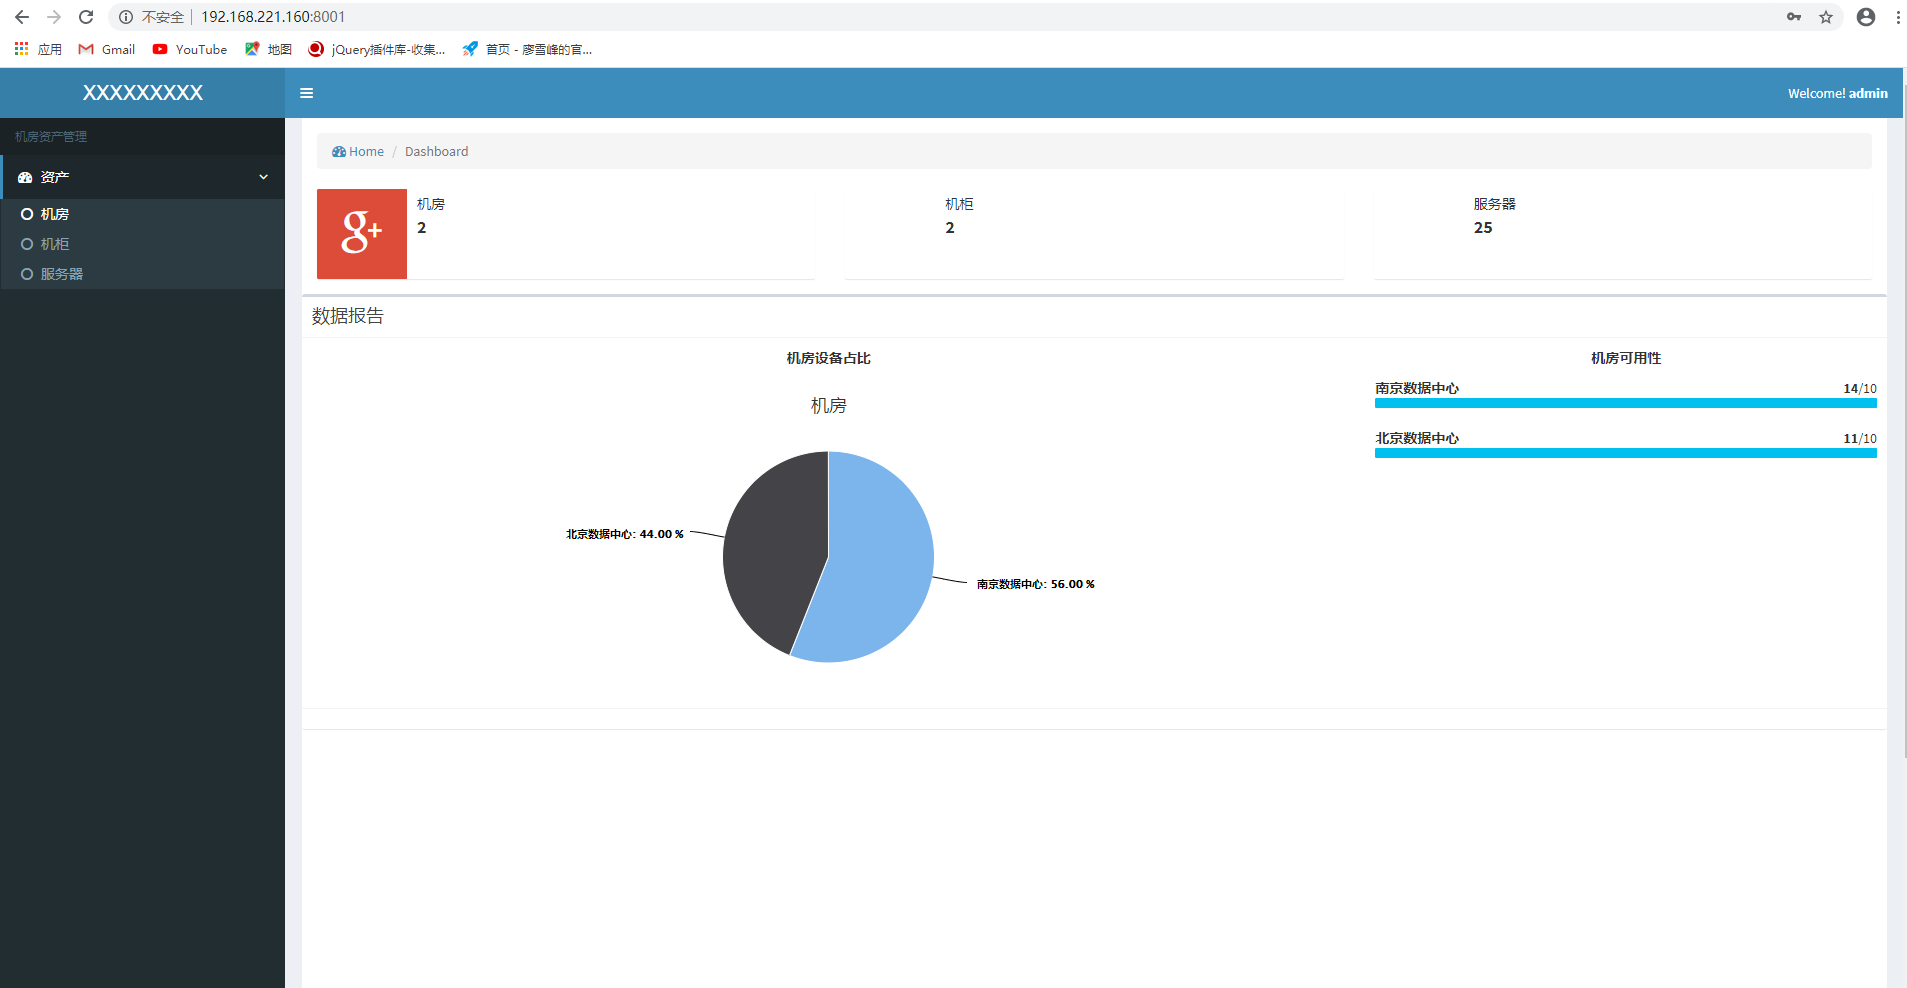 不安全 192.168.221.160:8001
应用 Gmail YouTube 地图 jQuery插件库-收集... 首页 - 廖雪峰的官...
XXXXXXXXX
Welcome! admin
机房资产管理
资产
机房
机柜
服务器
Home / Dashboard
g+
机房
2
机柜
2
服务器
25
数据报告
机房设备占比
机房
北京数据中心: 44.00 %
南京数据中心: 56.00 %
机房可用性
南京数据中心 14/10
北京数据中心 11/10